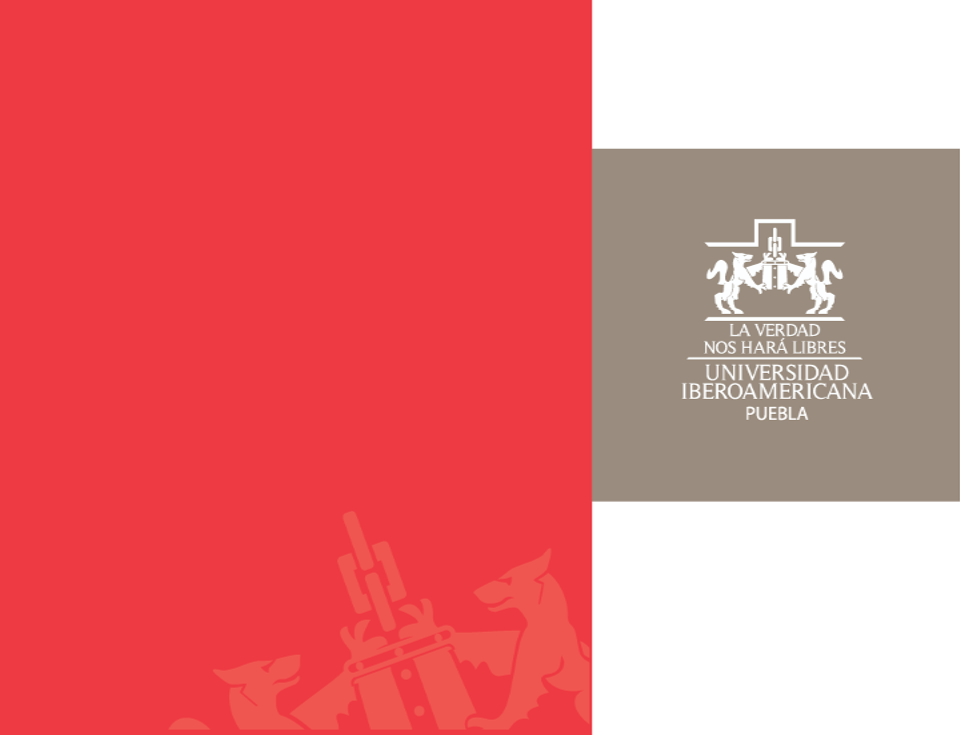 LA VERDAD
NOS HARÁ LIBRES
UNIVERSIDAD
IBEROAMERICANA
PUEBLA